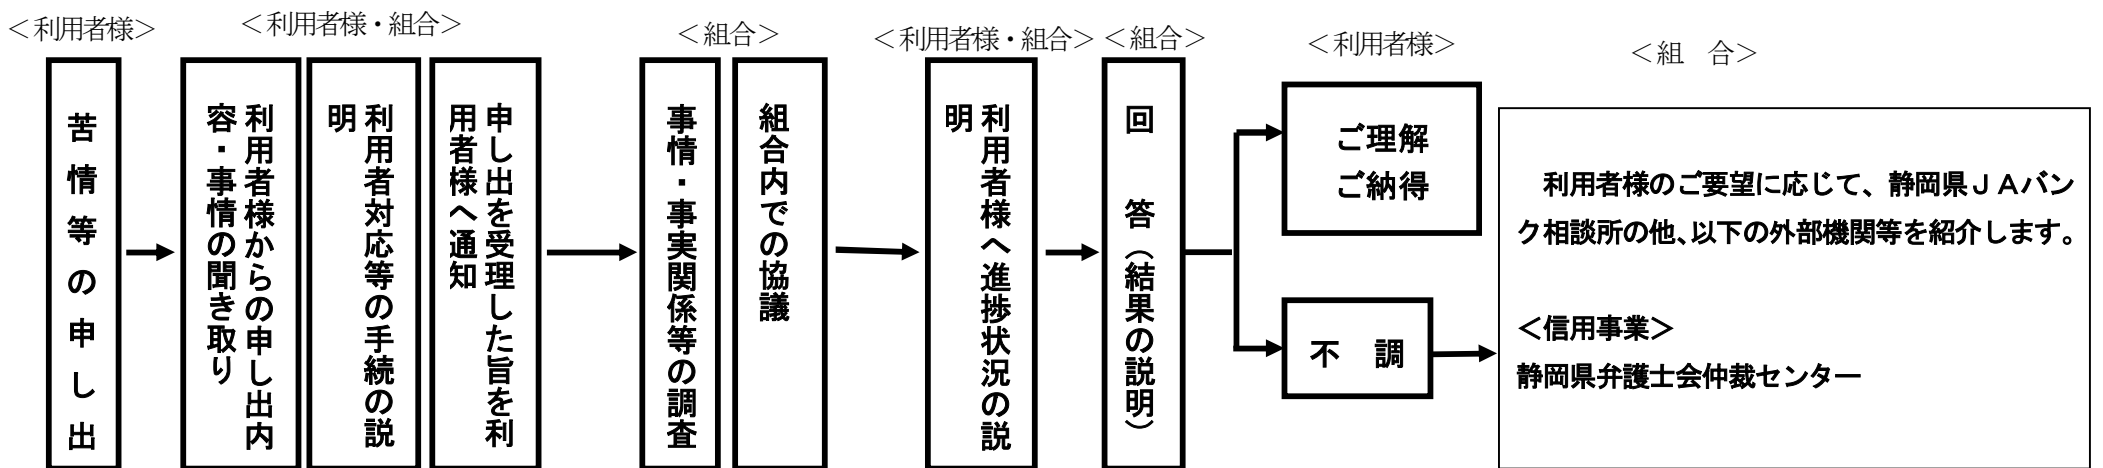 ＜利用者様＞
苦情等の申し出
＜利用者様・組合＞
利用者様からの申し出内
容・事情の聞き取り
利用者対応等の手続の説
明
申し出を受理した旨を利
用者様へ通知
＜組合＞
事情・事実関係等の調査
組合内での協議
＜利用者様・組合＞
利用者様へ進捗状況の説
明
＜組合＞
回　答（結果の説明）
＜利用者様＞
ご理解
ご納得
不　調
＜組　合＞
利用者様のご要望に応じて、静岡県ＪＡバン
ク相談所の他、以下の外部機関等を紹介します。
＜信用事業＞
静岡県弁護士会仲裁センター